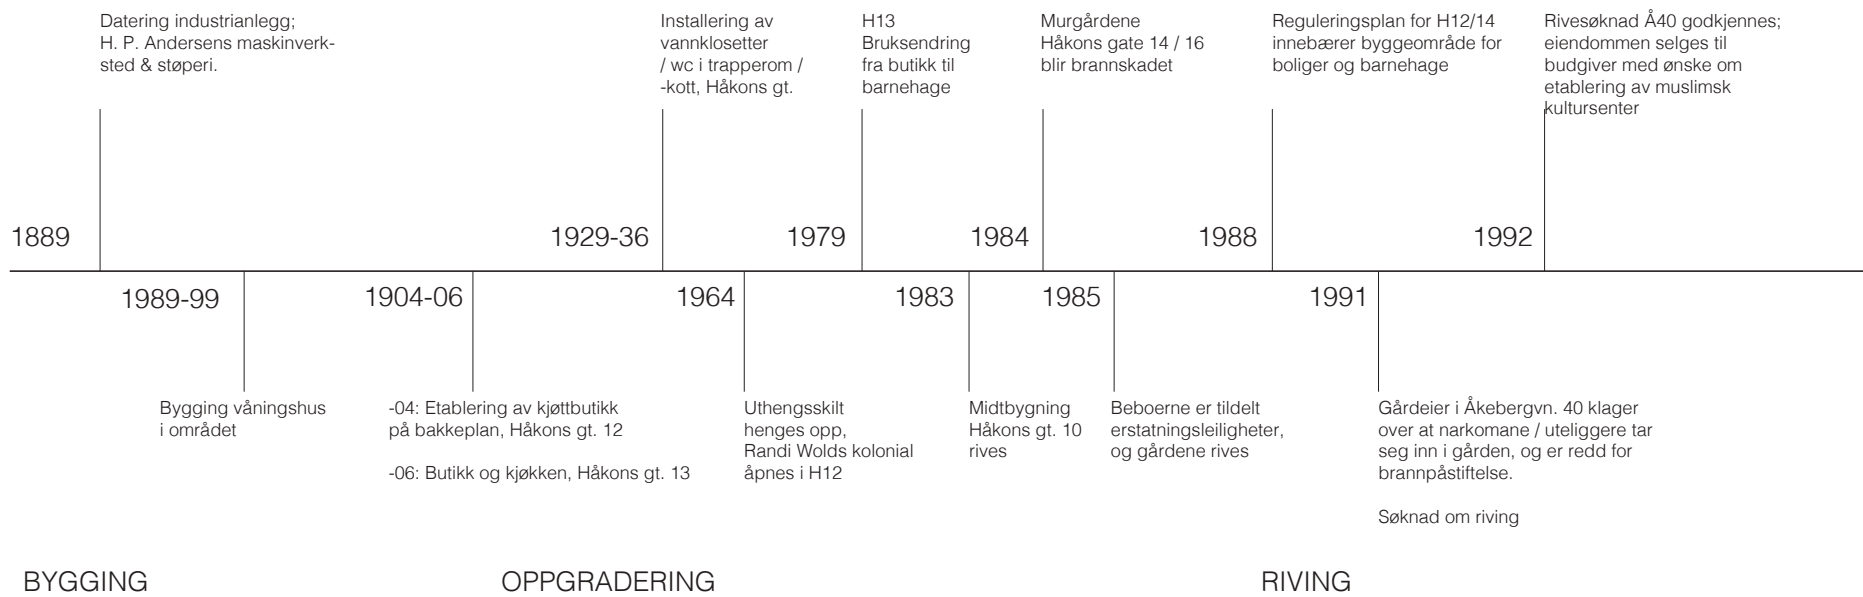 Datering industrianlegg;
H. P. Andersens maskinverk-
sted & støperi.
Installering av
vannklosetter
/ wc i trapperom /
-kott, Håkons gt.
H13
Bruksendring
fra butikk til
barnehage
Murgårdene
Håkons gate 14 / 16
blir brannskadet
Reguleringsplan for H12/14
innebærer byggeområde for
boliger og barnehage
Rivesøknad Å40 godkjennes;
eiendommen selges til
budgiver med ønske om
etablering av muslimsk
kultursenter
1889
1929-36
1979
1984
1988
1992
1989-99
1904-06
1964
1983
1985
1991
Bygging våningshus
i området
-04: Etablering av kjøttbutikk
på bakkeplan, Håkons gt. 12
-06: Butikk og kjøkken, Håkons gt. 13
Uthengsskilt
henges opp,
Randi Wolds kolonial
åpnes i H12
Midtbygning
Håkons gt. 10
rives
Beboerne er tildelt
erstatningsleiligheter,
og gårdene rives
Gårdeier i Åkebergvn. 40 klager
over at narkomane / uteliggere tar
seg inn i gården, og er redd for
brannpåstiftelse.
Søknad om riving
BYGGING
OPPGRADERING
RIVING